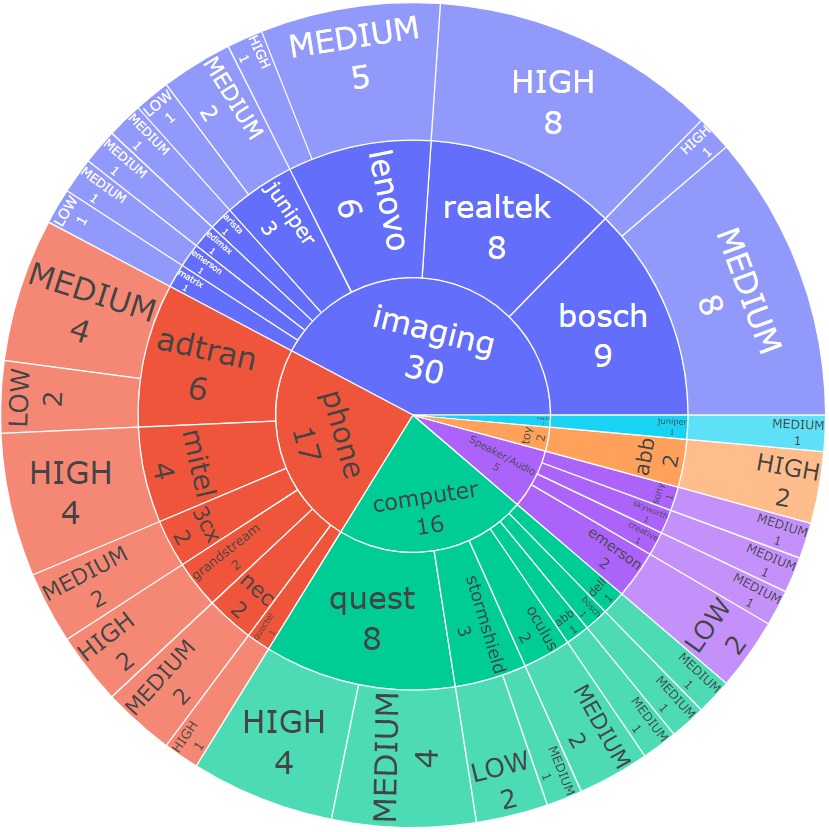 imaging
30
bosch
9
MEDIUM
8
HIGH
1
realtek
8
HIGH
8
lenovo
6
MEDIUM
5
HIGH
1
juniper
3
MEDIUM
2
LOW
1
arista
1
MEDIUM
1
edimax
1
MEDIUM
1
emerson
1
MEDIUM
1
matrix
1
LOW
1
phone
17
adtran
6
MEDIUM
4
LOW
2
mitel
4
HIGH
4
3cx
2
MEDIUM
2
grandstream
2
HIGH
2
nec
2
MEDIUM
2
quectel
1
HIGH
1
computer
16
quest
8
HIGH
4
MEDIUM
4
stormshield
3
LOW
2
MEDIUM
1
oculus
2
MEDIUM
2
abb
1
MEDIUM
1
bosch
1
MEDIUM
1
dell
1
MEDIUM
1
Speaker/Audio
5
emerson
2
LOW
2
creative
1
MEDIUM
1
skyworth
1
MEDIUM
1
sony
1
MEDIUM
1
toy
2
abb
2
HIGH
2
Juniper
1
MEDIUM
1